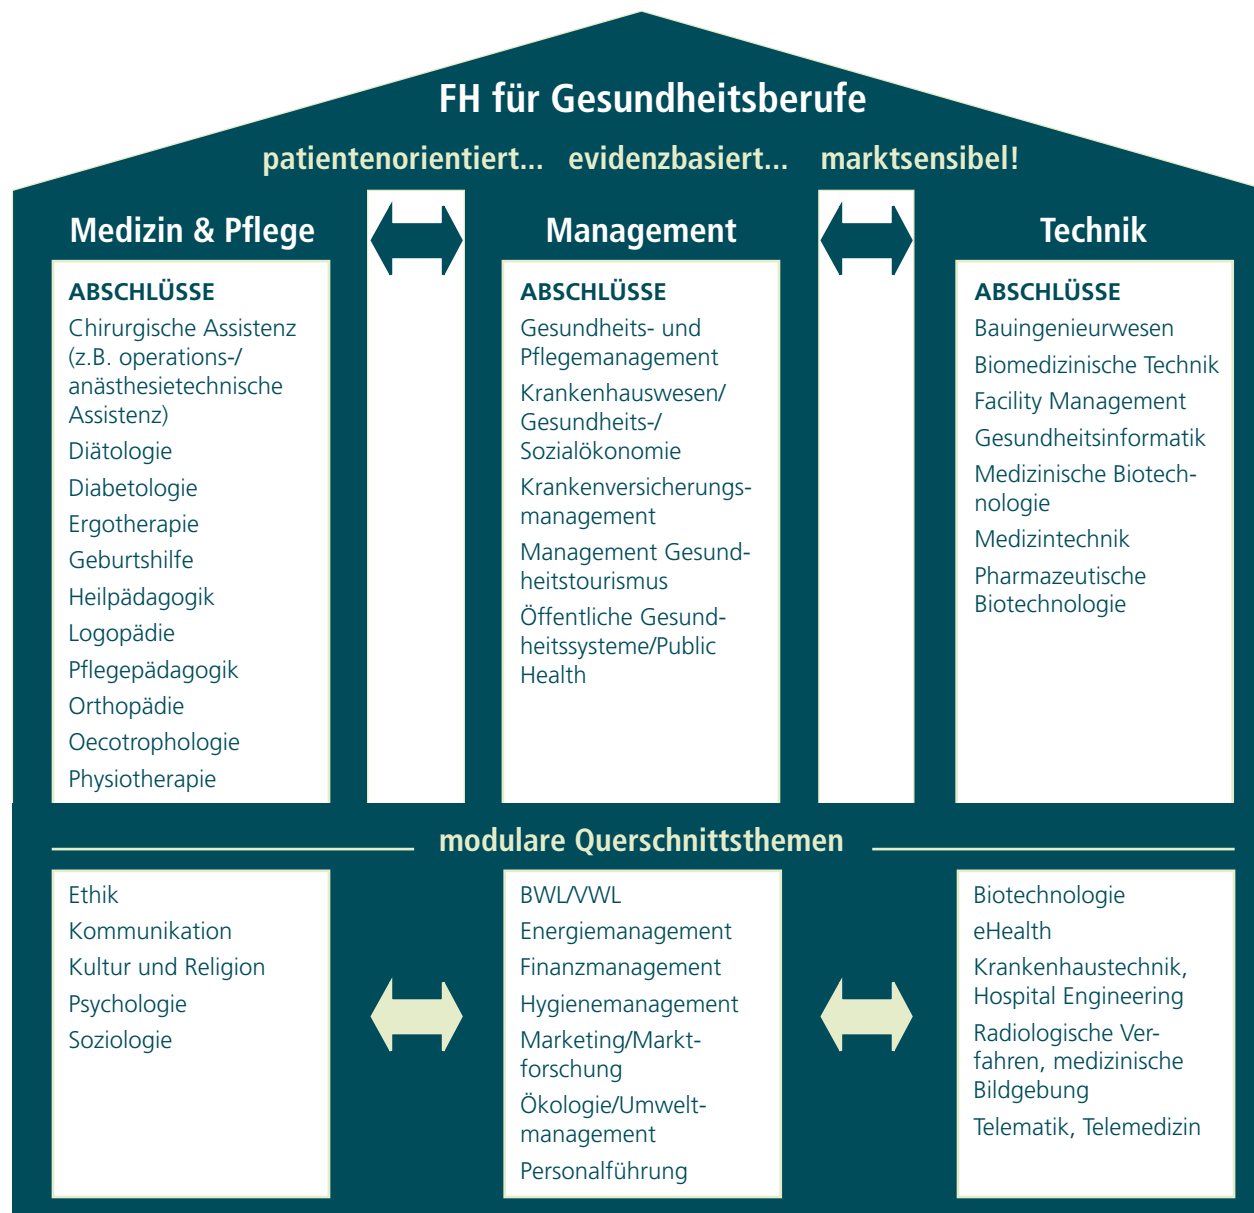 FH für Gesundheitsberufe
patientenorientiert... evidenzbasiert... marktsensibel!
Medizin & Pflege
ABSCHLÜSSE
Chirurgische Assistenz
(z.B. operations-/
anästhesietechnische
Assistenz)
Diätologie
Diabetologie
Ergotherapie
Geburtshilfe
Heilpädagogik
Logopädie
Pflegepädagogik
Orthopädie
Oecotrophologie
Physiotherapie
Management
ABSCHLÜSSE
Gesundheits- und
Pflegemanagement
Krankenhauswesen/
Gesundheits-/
Sozialökonomie
Krankenversicherungs-
management
Management Gesund-
heitstourismus
Öffentliche Gesund-
heitssysteme/Public
Health
Technik
ABSCHLÜSSE
Bauingenieurwesen
Biomedizinische Technik
Facility Management
Gesundheitsinformatik
Medizinische Biotech-
nologie
Medizintechnik
Pharmazeutische
Biotechnologie
modulare Querschnittsthemen
Ethik
Kommunikation
Kultur und Religion
Psychologie
Soziologie
BWL/VWL
Energiemanagement
Finanzmanagement
Hygienemanagement
Marketing/Markt-
forschung
Ökologie/Umwelt-
management
Personalführung
Biotechnologie
eHealth
Krankenhaustechnik,
Hospital Engineering
Radiologische Ver-
fahren, medizinische
Bildgebung
Telematik, Telemedizin